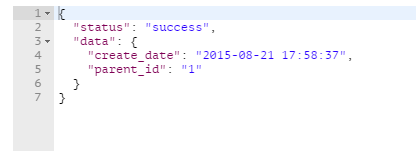 1 {
2   "status": "success",
3   "data": {
4     "create_date": "2015-08-21 17:58:37",
5     "parent_id": "1"
6   }
7 }